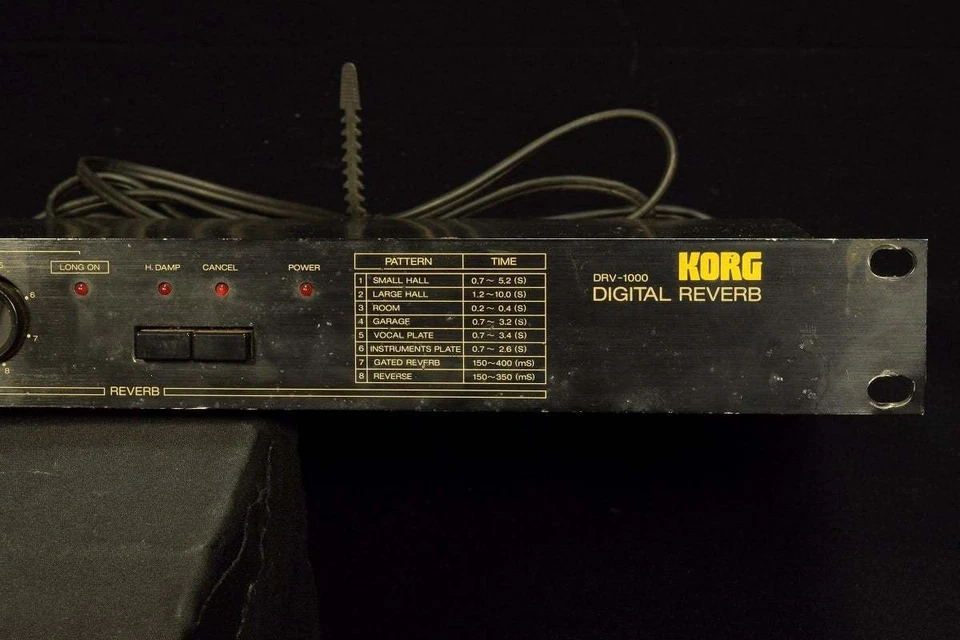 LONG ON
H. DAMP
CANCEL
POWER
6
7
8
REVERB
PATTERN TIME
1 SMALL HALL 0.7~ 5.2 (S)
2 LARGE HALL 1.2~10.0 (S)
3 ROOM 0.2~ 0.4 (S)
4 GARAGE 0.7~ 3.2 (S)
5 VOCAL PLATE 0.7~ 3.4 (S)
6 INSTRUMENTS PLATE 0.7~ 2.6 (S)
7 GATED REVERB 150~400 (mS)
8 REVERSE 150~350 (mS)
KORG
DRV-1000
DIGITAL REVERB